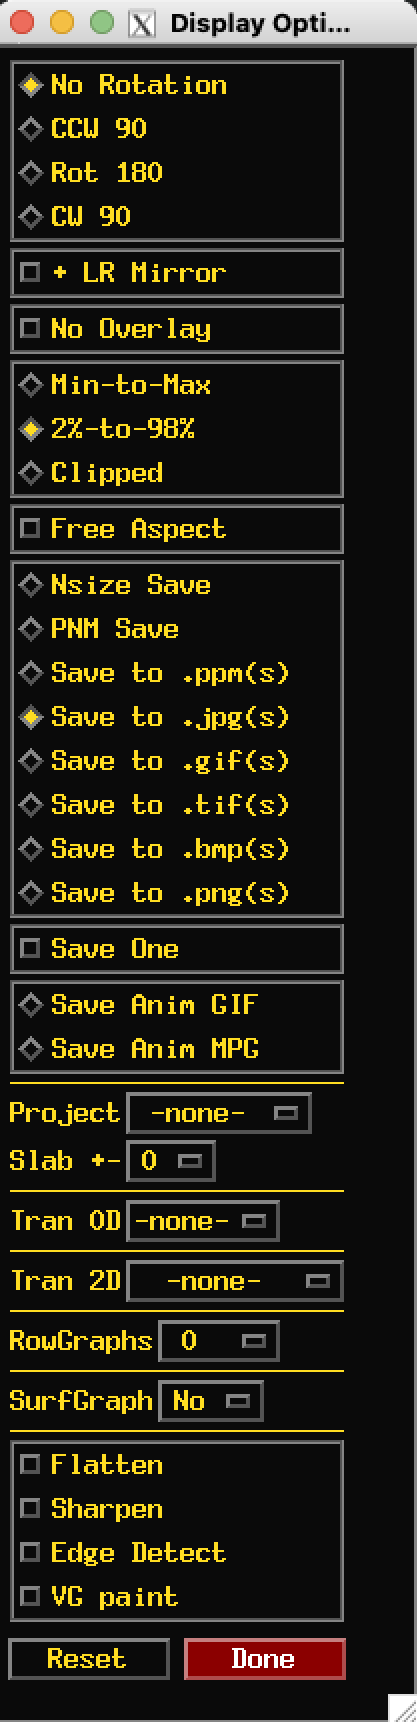 Display Opti...
No Rotation
CCW 90
Rot 180
CW 90
+ LR Mirror
No Overlay
Min-to-Max
2%-to-98%
Clipped
Free Aspect
Nsize Save
PNM Save
Save to .ppm(s)
Save to .jpg(s)
Save to .gif(s)
Save to .tif(s)
Save to .bmp(s)
Save to .png(s)
Save One
Save Anim GIF
Save Anim MPG
Project -none-
Slab +- 0
Tran 0D -none-
Tran 2D -none-
RowGraphs 0
SurfGraph No
Flatten
Sharpen
Edge Detect
VG paint
Reset Done